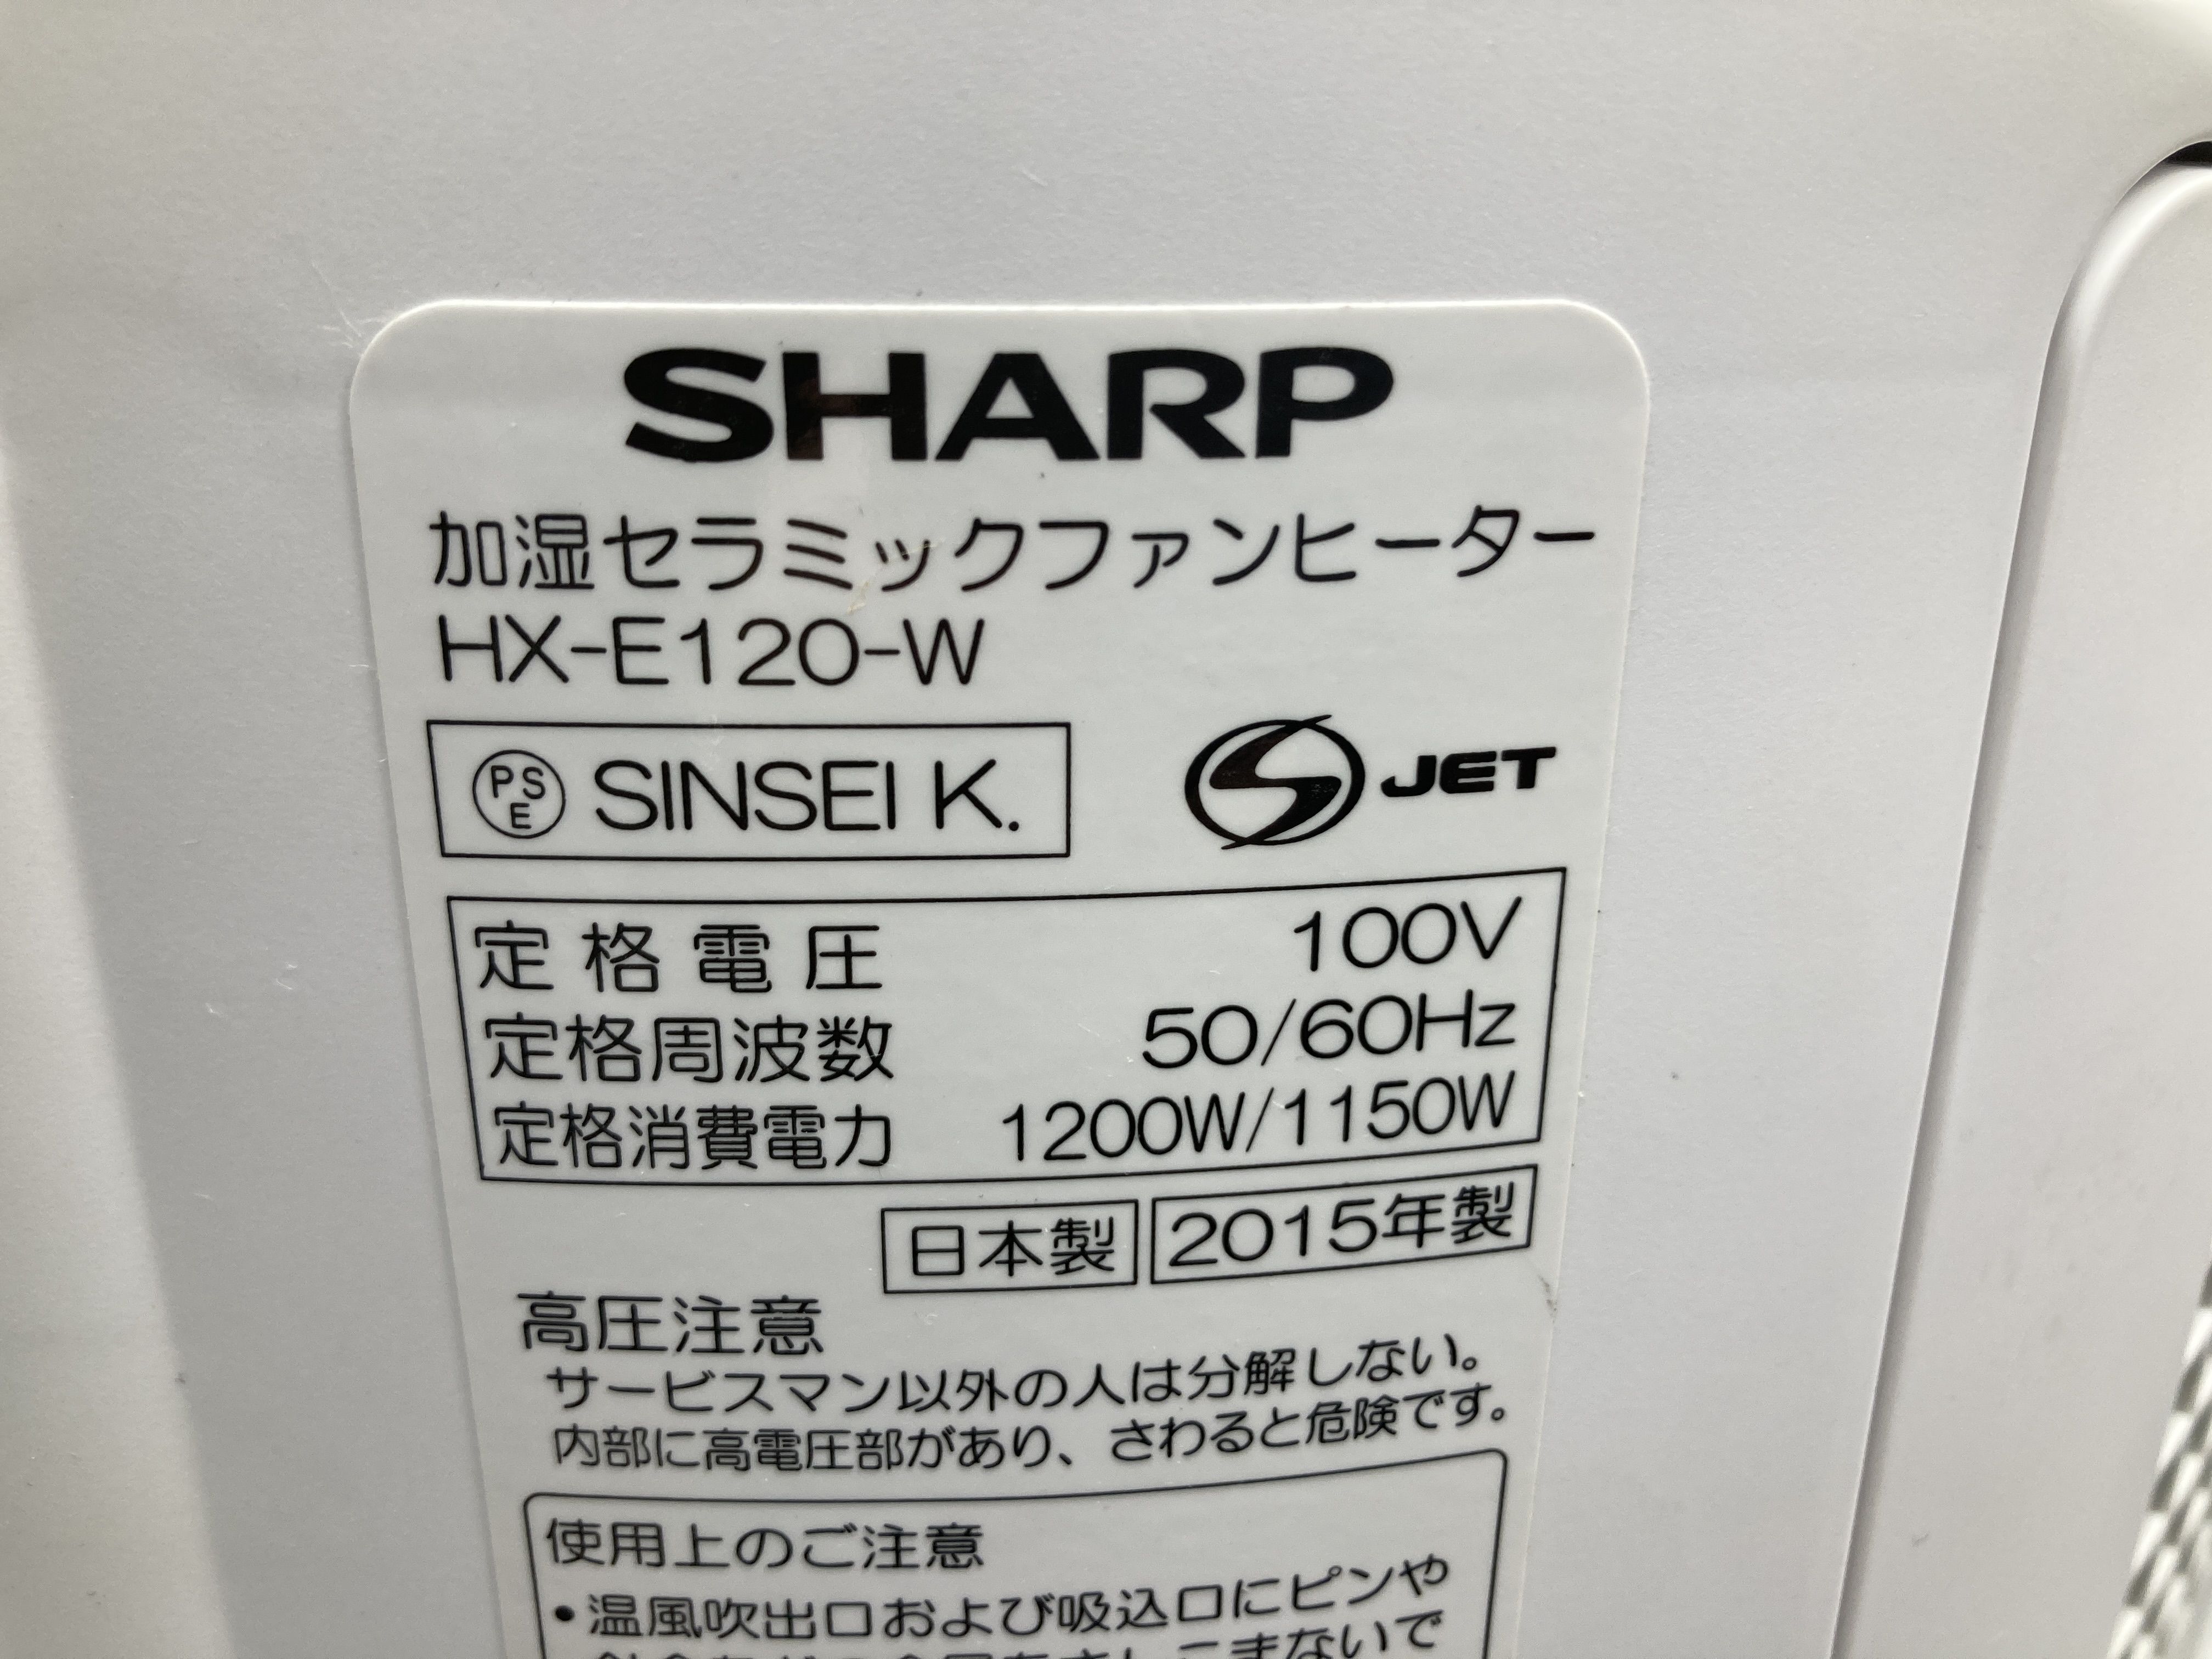 SHARP
加湿セラミックファンヒーター
HX-E120-W
PSE SINSEI K.
S JET
定格電圧 100V
定格周波数 50/60Hz
定格消費電力 1200W/1150W
日本製 2015年製
高圧注意
サービスマン以外の人は分解しない。
内部に高電圧部があり、さわると危険です。
使用上のご注意
•温風吹出口および吸込口にピンや